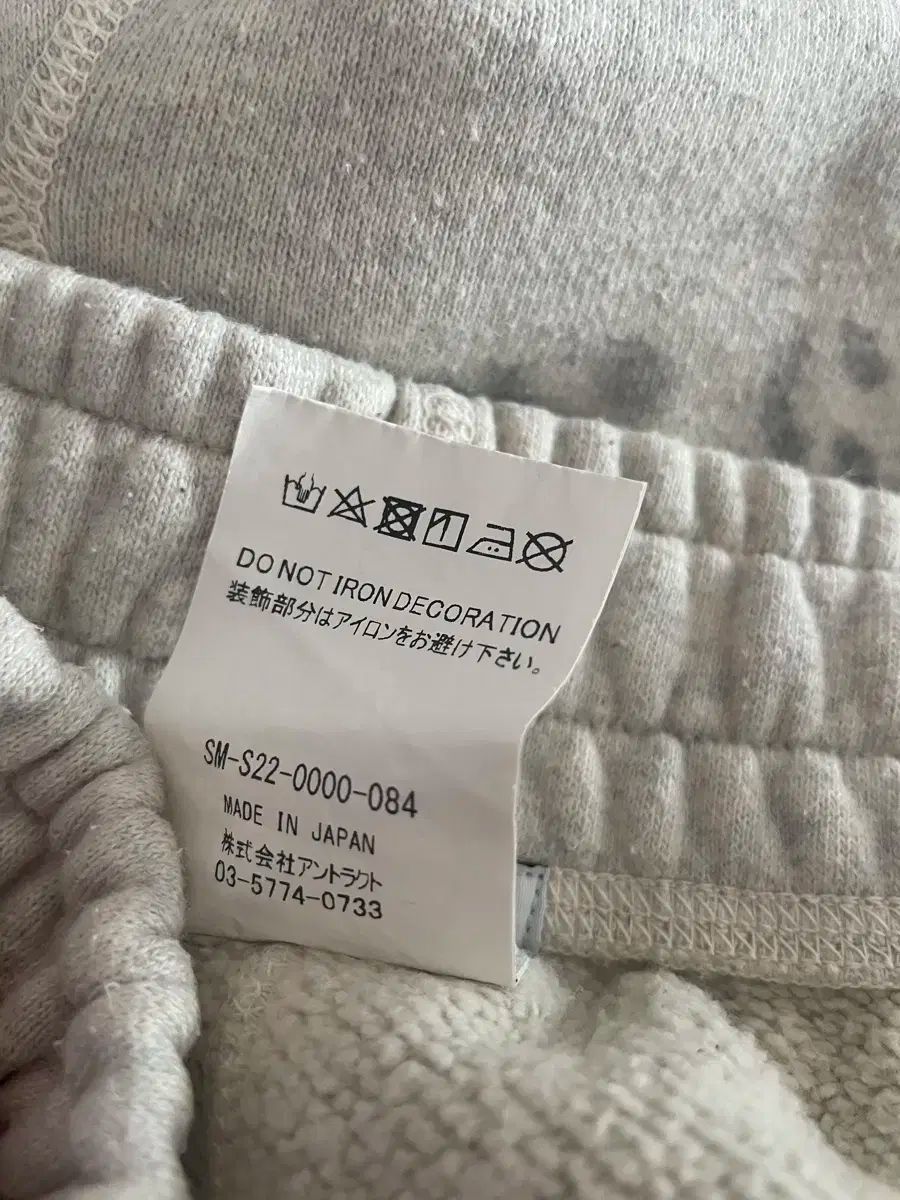 DO NOT IRON DECORATION
装飾部分はアイロンをお避け下さい。
SM-S22-0000-084
MADE IN JAPAN
株式会社アントラクト
03-5774-0733